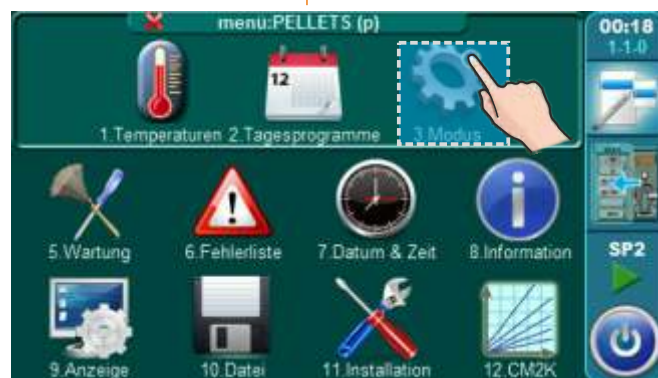 menu:PELLETS (p)
00:18
1-1-0
12
1.Temperaturen 2.Tagesprogramme 3.Modus
5.Wartung 6.Fehlerliste 7.Datum & Zeit 8.Information
SP2
9.Anzeige 10.Datei 11.Installation 12.CM2K